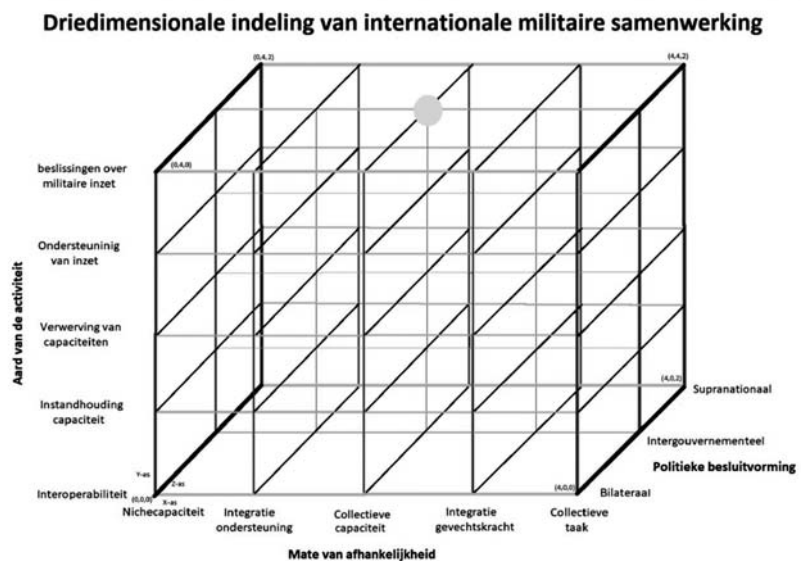 Driedimensionale indeling van internationale militaire samenwerking
(0,4,2)
(4,4,2)
beslissingen over
militaire inzet
(0,4,0)
Ondersteuninig
van inzet
Aard van de activiteit
Verwerving van
capaciteiten
Instandhouding
capaciteit
(4,0,2)
Supranationaal
Intergouvernementeel
Politieke besluitvorming
Y-as
Z-as
Interoperabiliteit
(0,0,0)
X-as
(4,0,0)
Bilateraal
Nichecapaciteit
Integratie
ondersteuning
Collectieve
capaciteit
Integratie
gevechtskracht
Collectieve
taak
Mate van afhankelijkheid